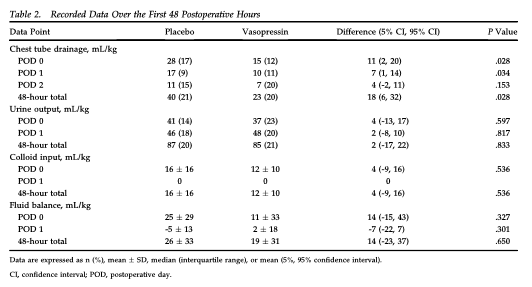 Table 2. Recorded Data Over the First 48 Postoperative Hours
Data Point Placebo Vasopressin Difference (5% CI, 95% CI) P Value
Chest tube drainage, mL/kg
POD 0 28 (17) 15 (12) 11 (2, 20) .028
POD 1 17 (9) 10 (11) 7 (1, 14) .034
POD 2 11 (15) 7 (20) 4 (-2, 11) .153
48-hour total 40 (21) 23 (20) 18 (6, 32) .028
Urine output, mL/kg
POD 0 41 (14) 37 (23) 4 (-13, 17) .597
POD 1 46 (18) 48 (20) 2 (-8, 10) .817
48-hour total 87 (20) 85 (21) 2 (-17, 22) .833
Colloid input, mL/kg
POD 0 16 ± 16 12 ± 10 4 (-9, 16) .536
POD 1 0 0 0
48-hour total 16 ± 16 12 ± 10 4 (-9, 16) .536
Fluid balance, mL/kg
POD 0 25 ± 29 11 ± 33 14 (-15, 43) .327
POD 1 -5 ± 13 2 ± 18 -7 (-22, 7) .301
48-hour total 26 ± 33 19 ± 31 14 (-23, 37) .650
Data are expressed as n (%), mean ± SD, median (interquartile range), or mean (5%, 95% confidence interval).
CI, confidence interval; POD, postoperative day.